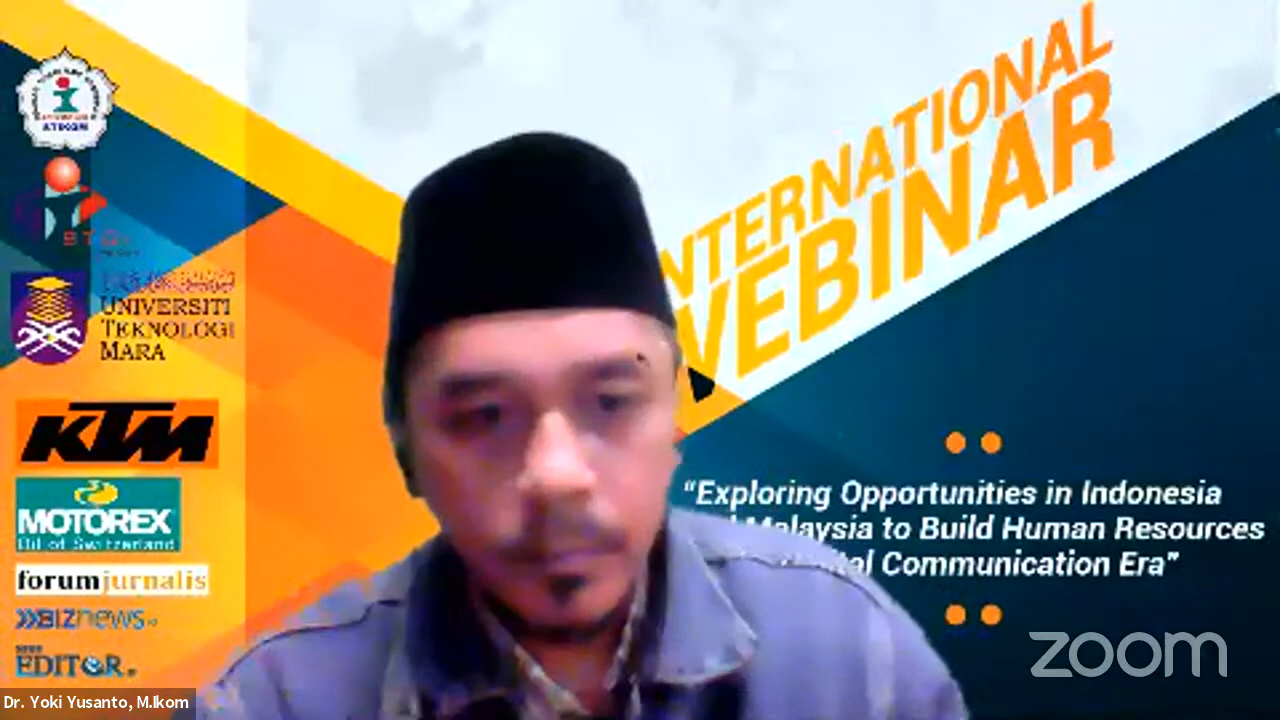 INTERNATIONAL
WEBINAR
STIKOM
UNIVERSITI
TEKNOLOGI
MARA
KTM
MOTOREX
Oil of Switzerland
forumjurnalis
BIZnews
EDITOR
"Exploring Opportunities in Indonesia
Malaysia to Build Human Resources
Communication Era"
zoom
Dr. Yoki Yusanto, M.Ikom